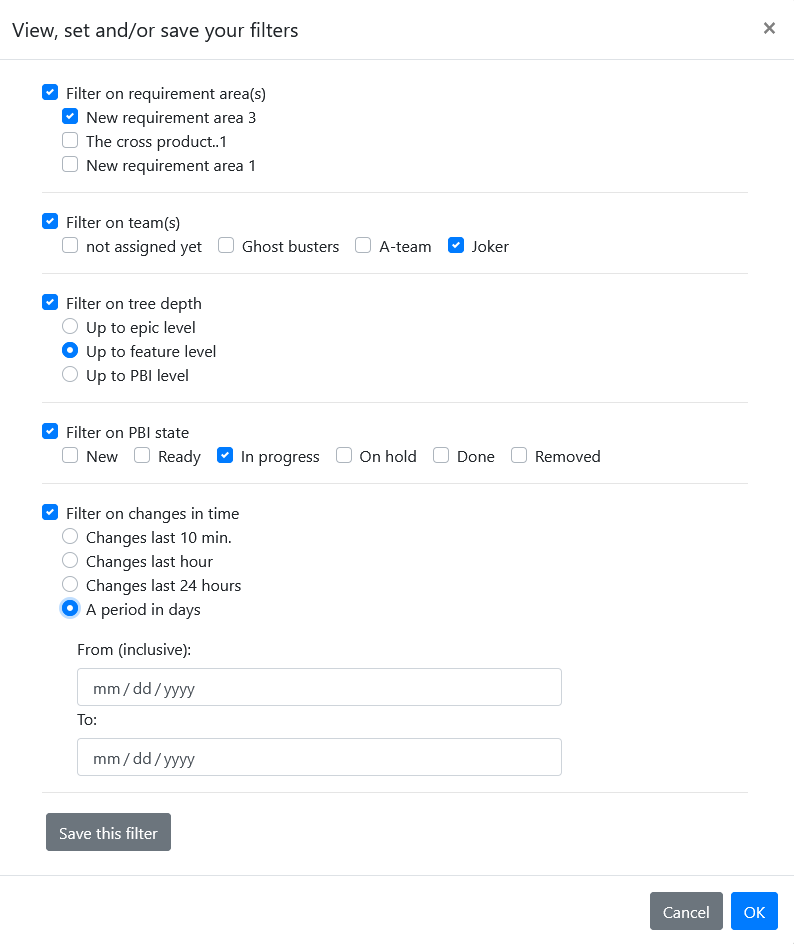 View, set and/or save your filters ×
Filter on requirement area(s)
New requirement area 3
The cross product..1
New requirement area 1
Filter on team(s)
not assigned yet Ghost busters A-team Joker
Filter on tree depth
Up to epic level
Up to feature level
Up to PBI level
Filter on PBI state
New Ready In progress On hold Done Removed
Filter on changes in time
Changes last 10 min.
Changes last hour
Changes last 24 hours
A period in days
From (inclusive):
mm/dd/yyyy
To:
mm/dd/yyyy
Save this filter
Cancel OK